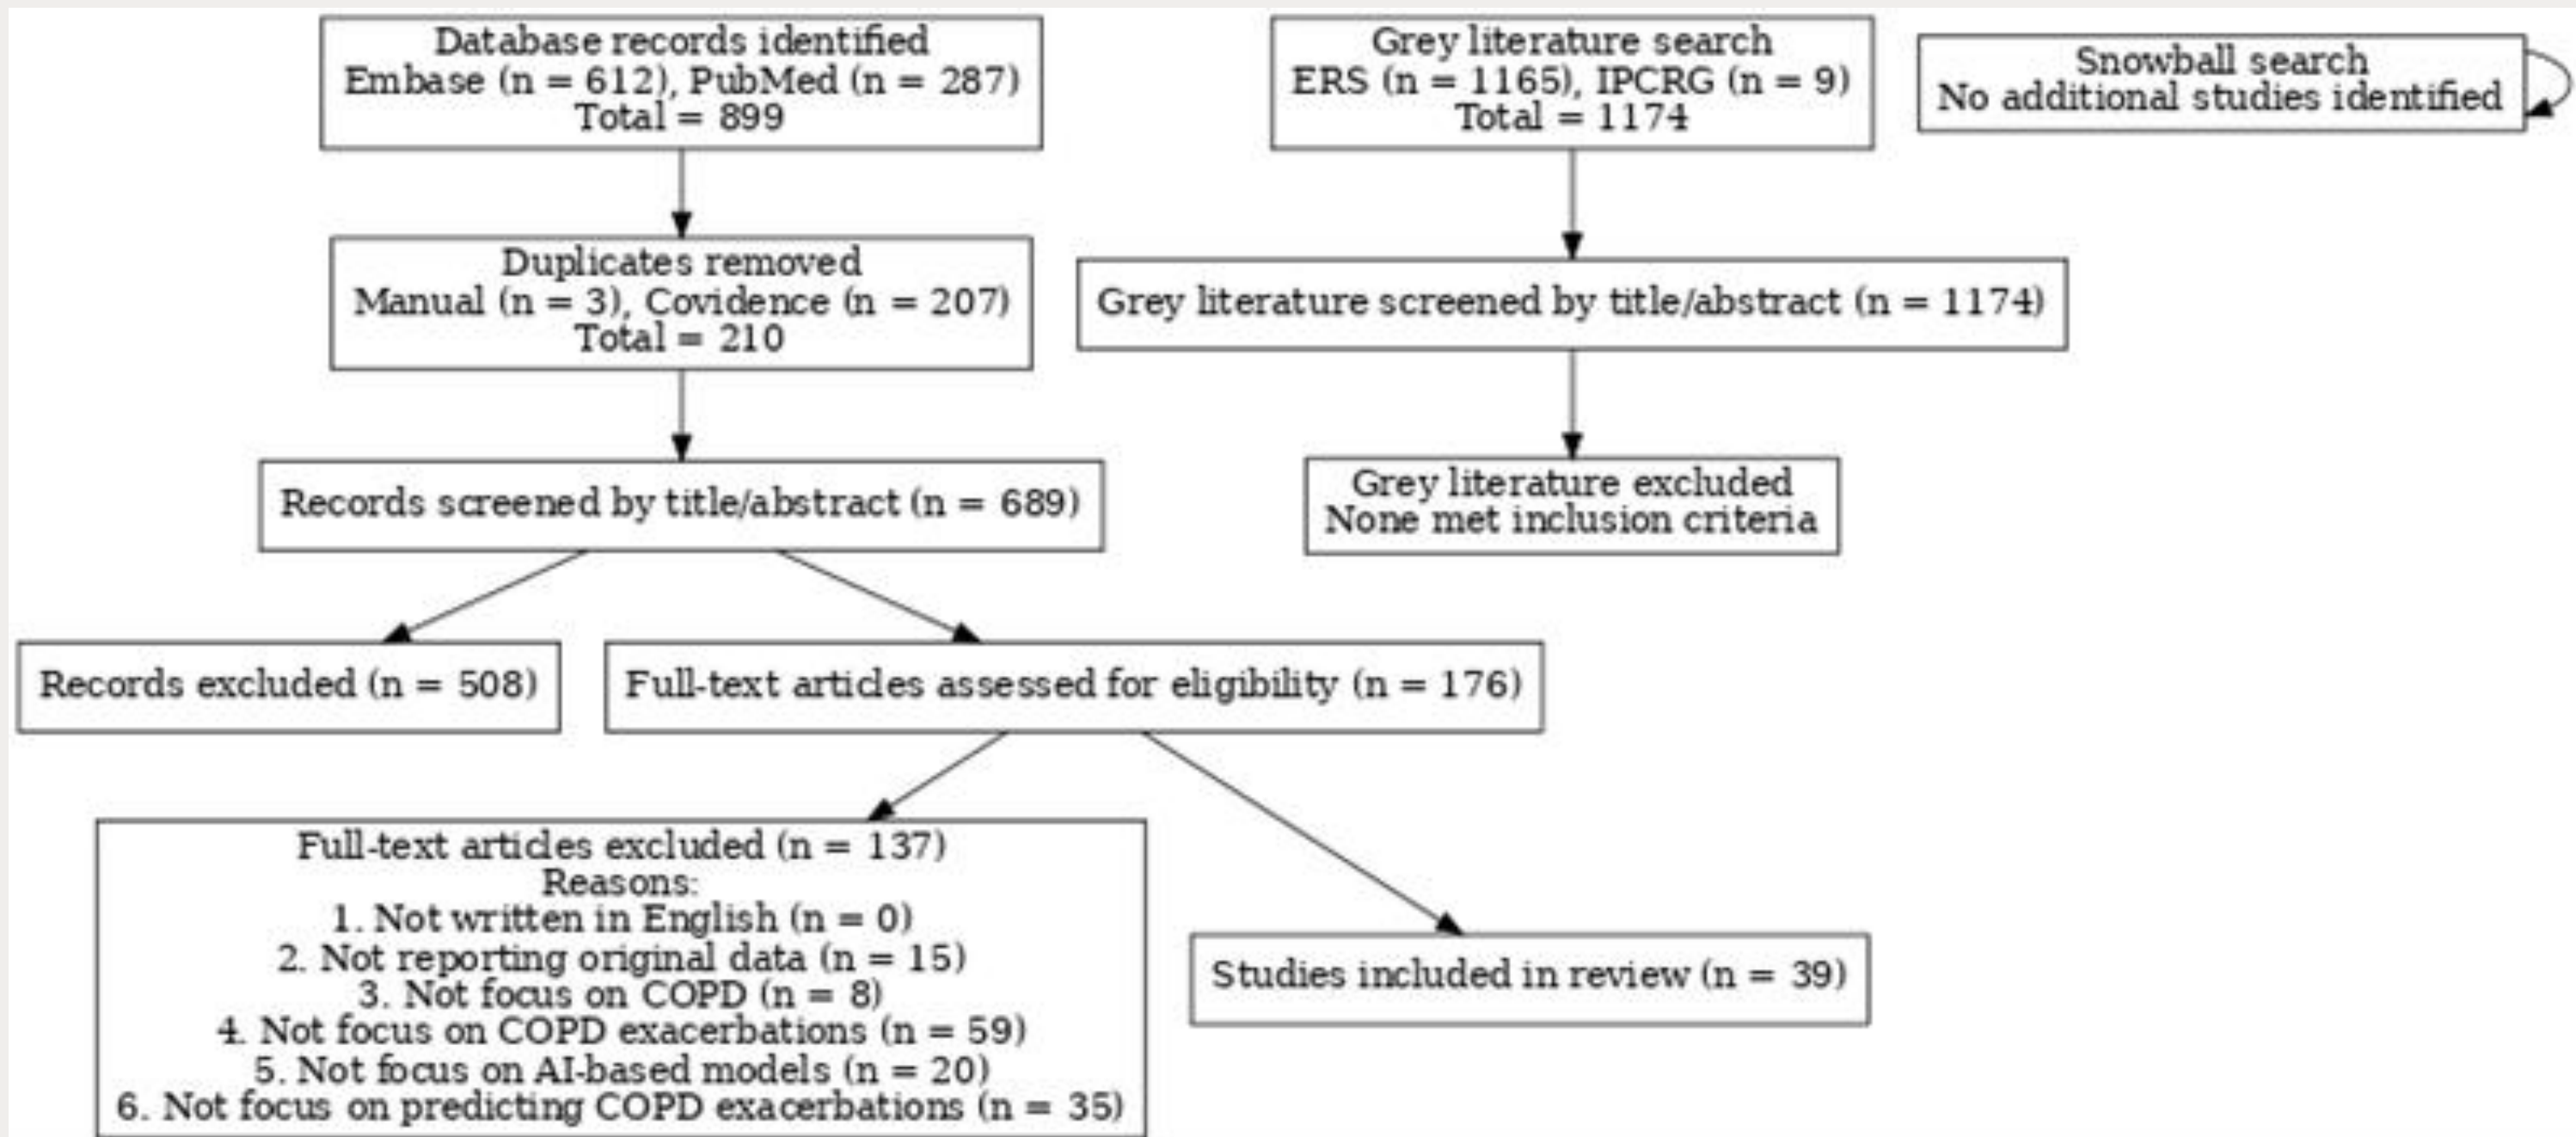 Database records identified
Embase (n = 612), PubMed (n = 287)
Total = 899
Grey literature search
ERS (n = 1165), IPCRG (n = 9)
Total = 1174
Snowball search
No additional studies identified
Duplicates removed
Manual (n = 3), Covidence (n = 207)
Total = 210
Grey literature screened by title/abstract (n = 1174)
Records screened by title/abstract (n = 689)
Grey literature excluded
None met inclusion criteria
Records excluded (n = 508)
Full-text articles assessed for eligibility (n = 176)
Full-text articles excluded (n = 137)
Reasons:
1. Not written in English (n = 0)
2. Not reporting original data (n = 15)
3. Not focus on COPD (n = 8)
4. Not focus on COPD exacerbations (n = 59)
5. Not focus on AI-based models (n = 20)
6. Not focus on predicting COPD exacerbations (n = 35)
Studies included in review (n = 39)